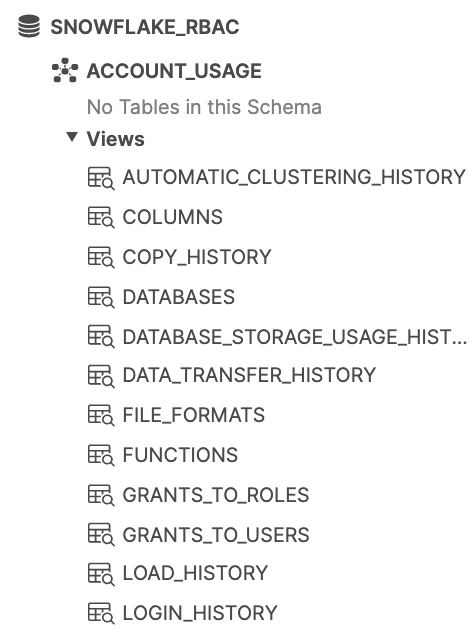 SNOWFLAKE_RBAC
ACCOUNT_USAGE
No Tables in this Schema
Views
AUTOMATIC_CLUSTERING_HISTORY
COLUMNS
COPY_HISTORY
DATABASES
DATABASE_STORAGE_USAGE_HIST...
DATA_TRANSFER_HISTORY
FILE_FORMATS
FUNCTIONS
GRANTS_TO_ROLES
GRANTS_TO_USERS
LOAD_HISTORY
LOGIN_HISTORY